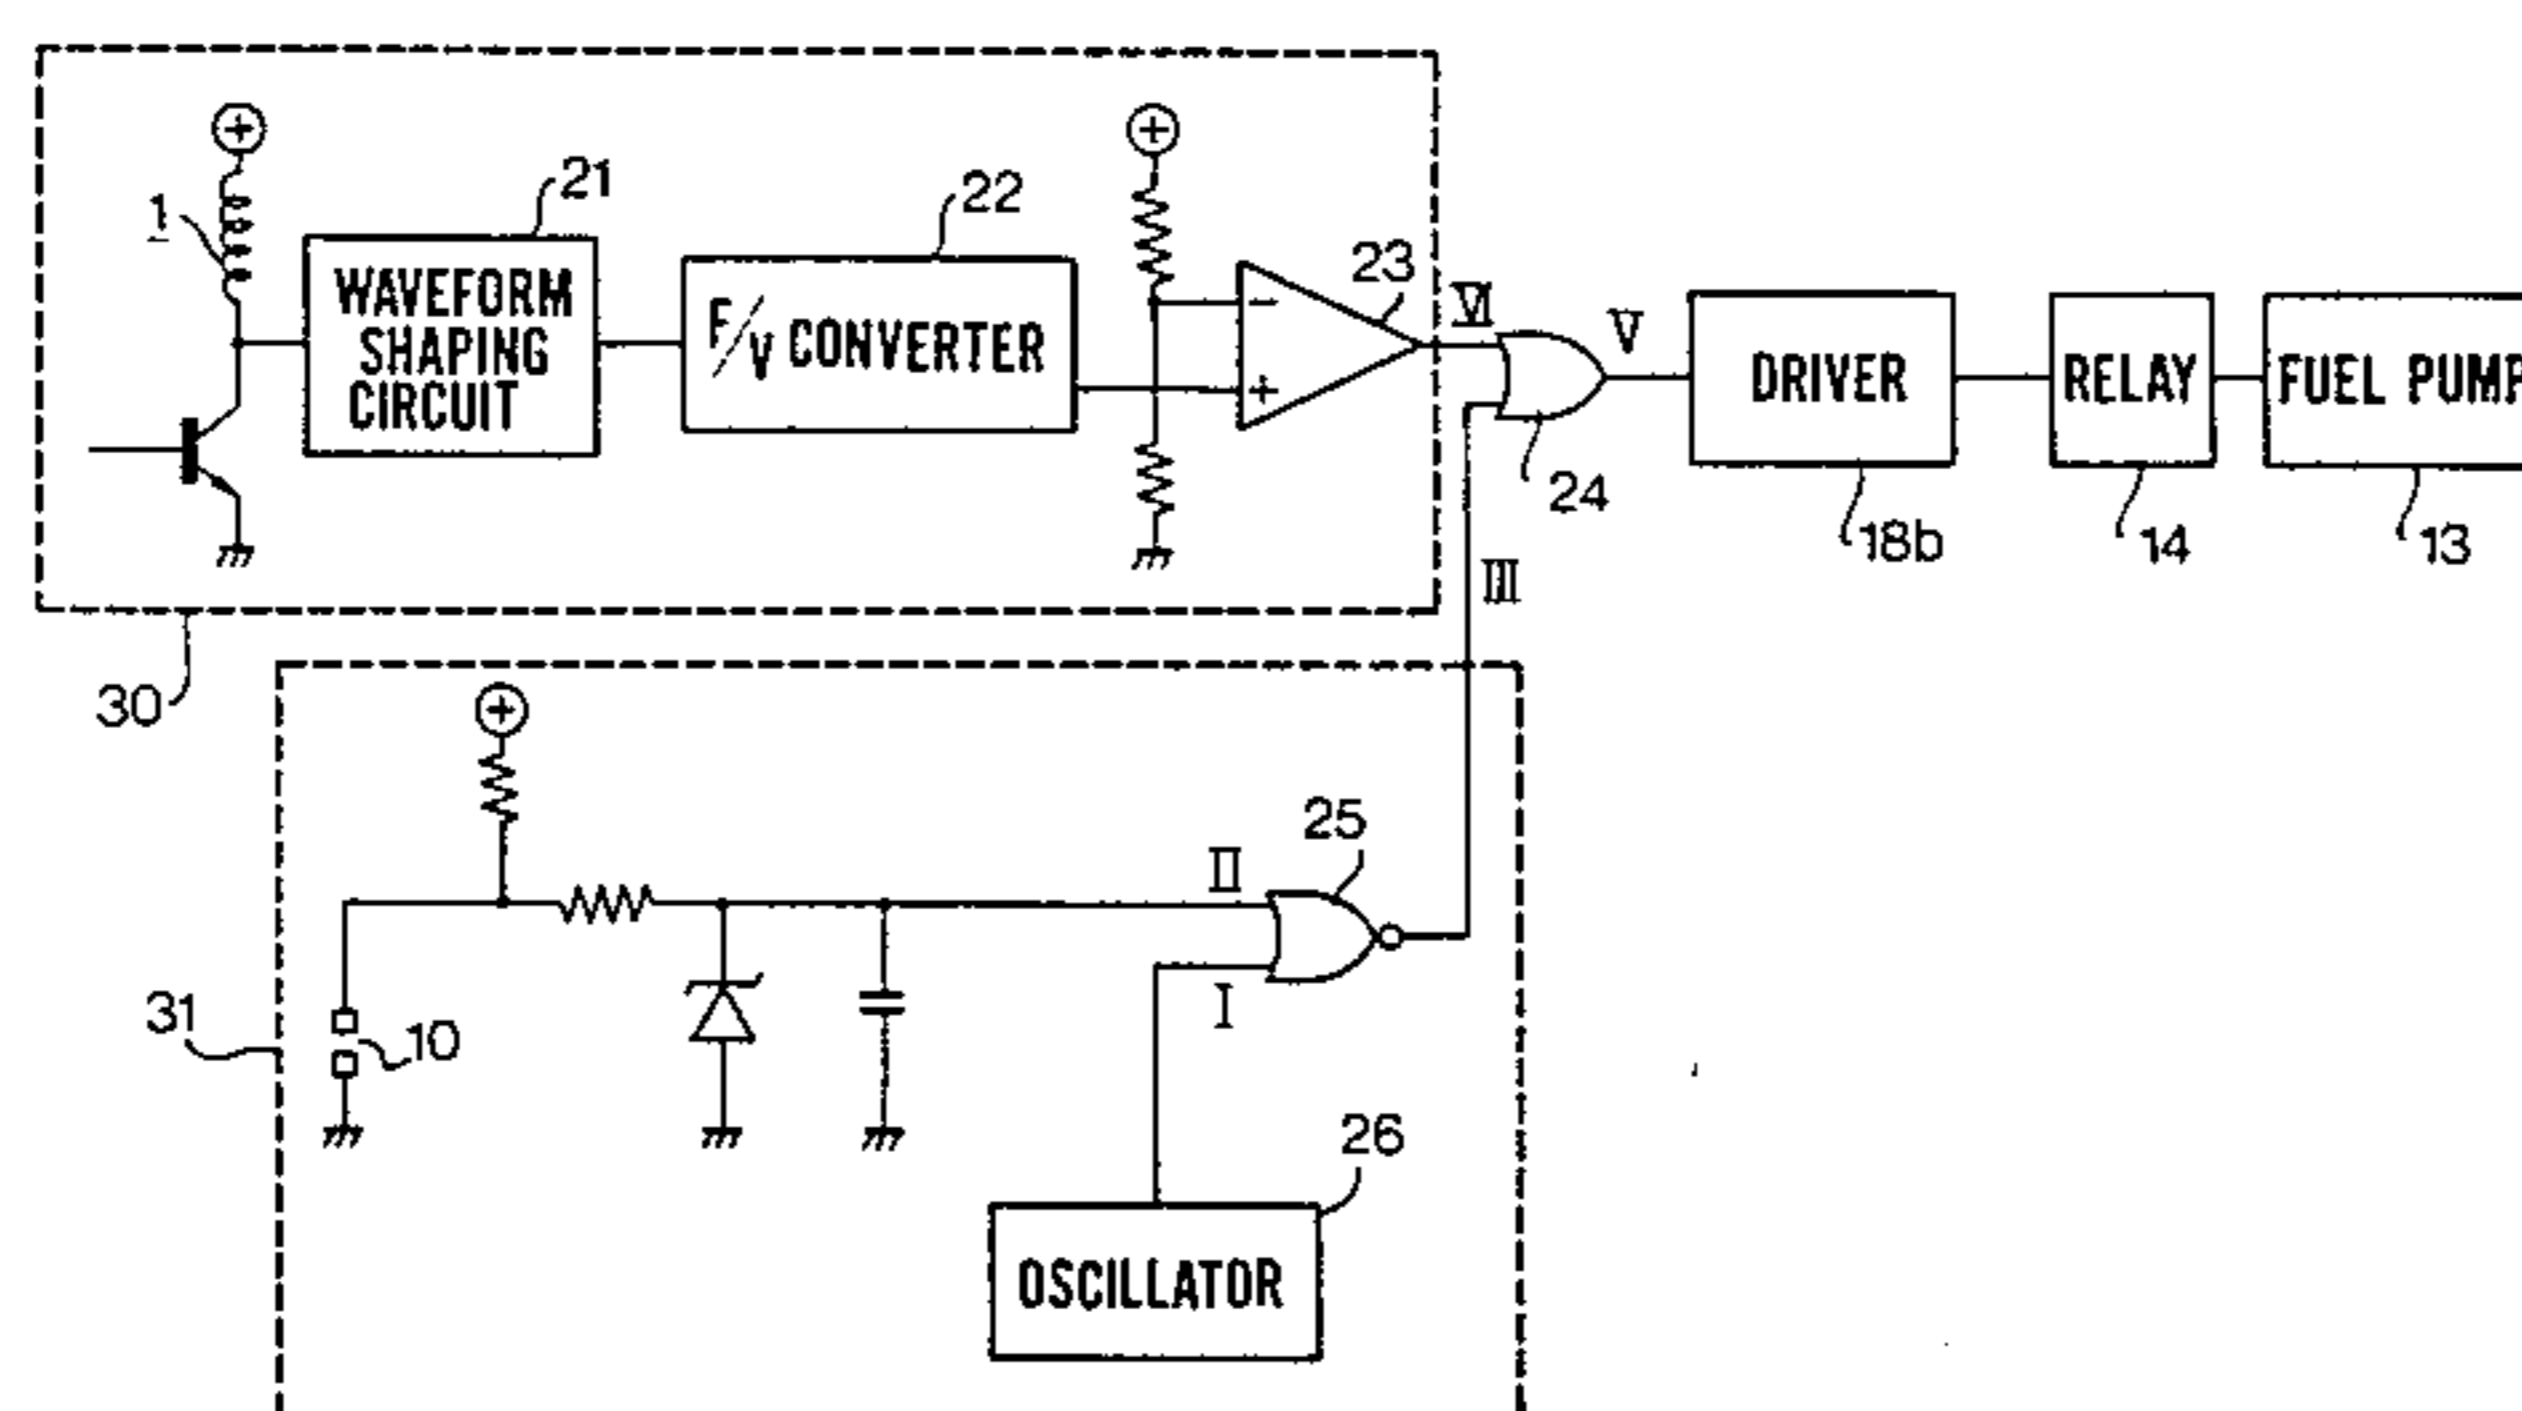 1
21
WAVEFORM
SHAPING
CIRCUIT
22
F/V CONVERTER
23
VI
24
V
DRIVER
18b
RELAY
14
FUEL PUMP
13
III
30
31
10
II
I
25
26
OSCILLATOR